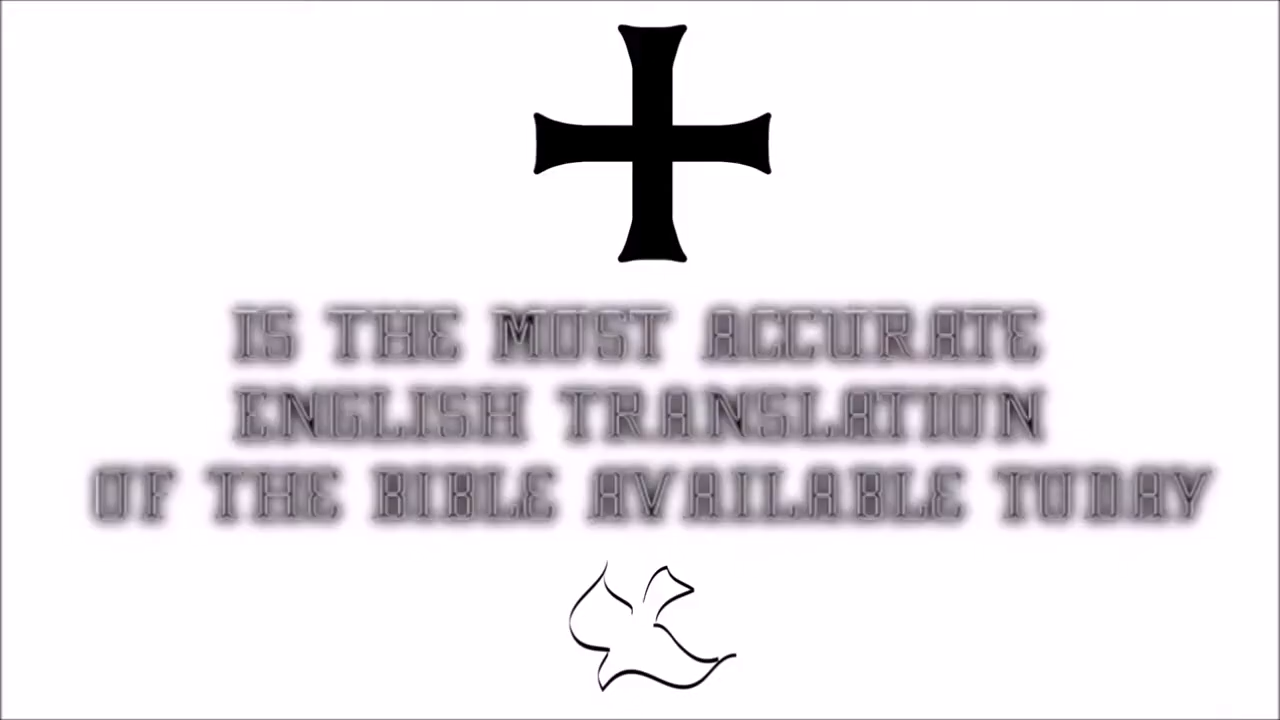 IS THE MOST ACCURATE
ENGLISH TRANSLATION
OF THE BIBLE AVAILABLE TODAY